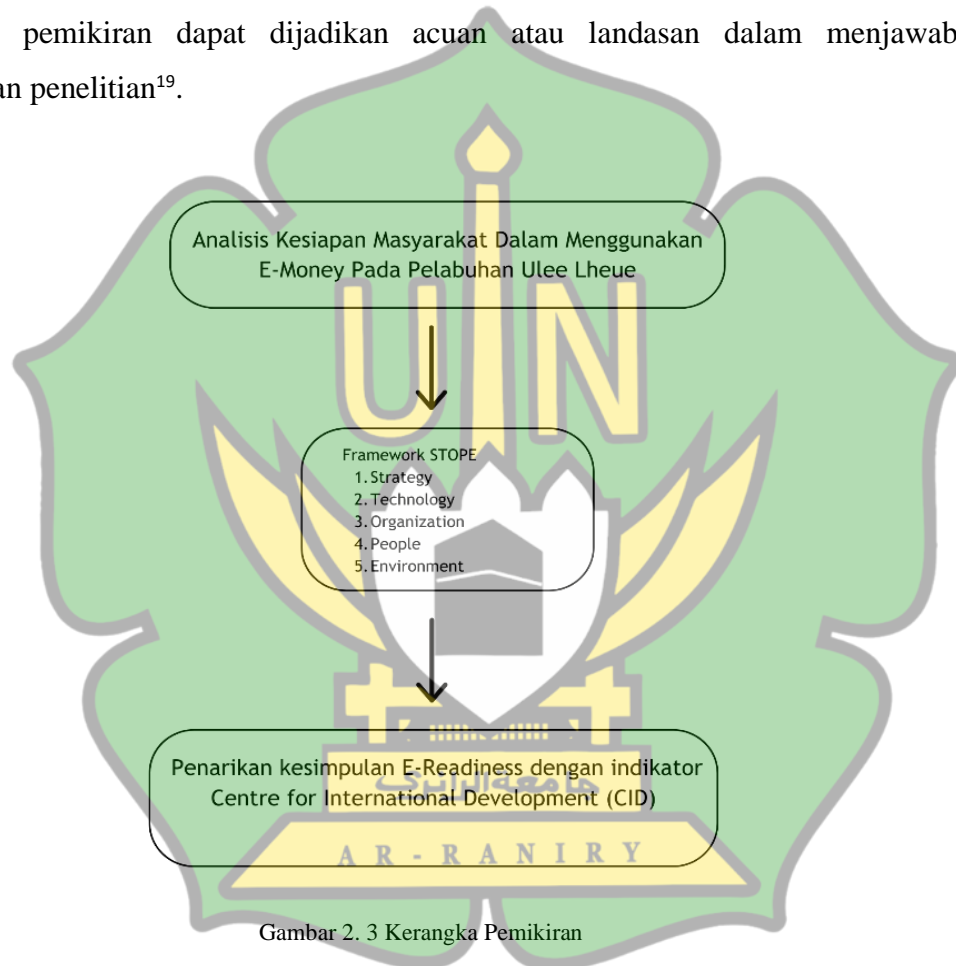 pemikiran dapat dijadikan acuan atau landasan dalam menjawab
an penelitian¹⁹.
Analisis Kesiapan Masyarakat Dalam Menggunakan
E-Money Pada Pelabuhan Ulee Lheue
UIN
Framework STOPE
1. Strategy
2. Technology
3. Organization
4. People
5. Environment
Penarikan kesimpulan E-Readiness dengan indikator
Centre for International Development (CID)
AR-RANIRY
Gambar 2. 3 Kerangka Pemikiran